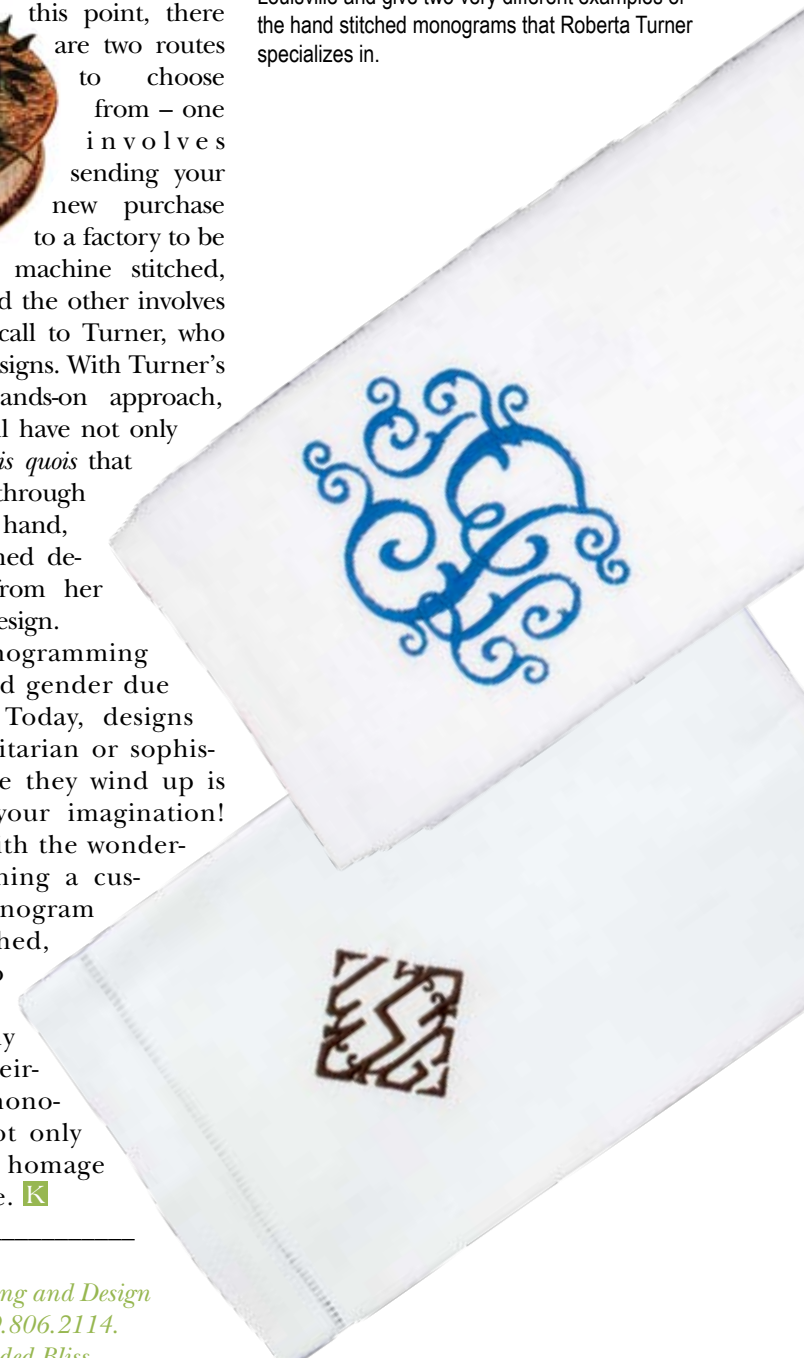 this point, there
are two routes
to choose
from – one
involves
sending your
new purchase
to a factory to be
machine stitched,
the other involves
call to Turner, who
signs. With Turner's
ands-on approach,
have not only
is quois that
through
hand,
ned de-
rom her
esign.
nogramming
d gender due
Today, designs
itarian or sophis-
e they wind up is
your imagination!
th the wonder-
ning a cus-
nogram
hed,
y
eir-
ono-
ot only
homage
e. K
ng and Design
.806.2114.
ded Bliss
Louisville and give two very different examples of
the hand stitched monograms that Roberta Turner
specializes in.